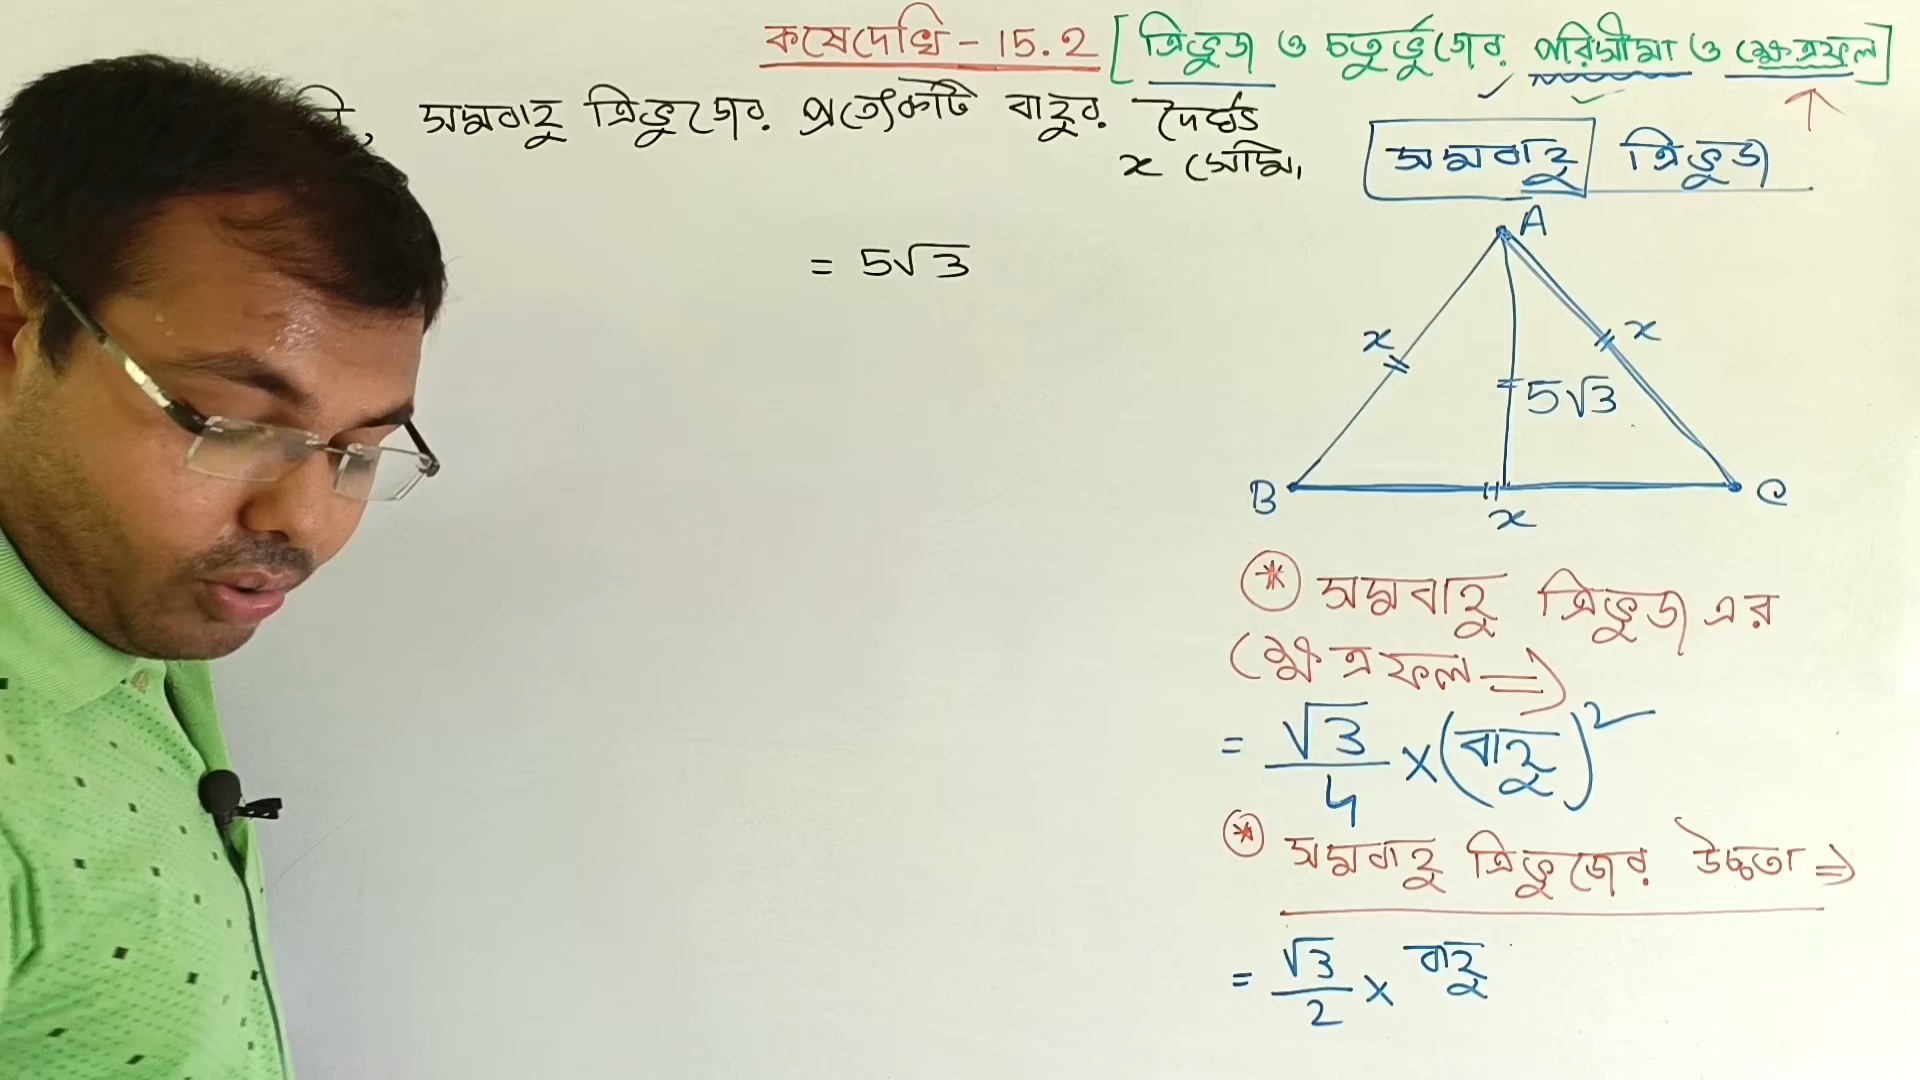 কষেদেখি - 15.2 [ত্রিভুজ ও চতুর্ভুজের পরিসীমা ও ক্ষেত্রফল]
, সমবাহু ত্রিভুজের প্রত্যেকটি বাহুর দৈর্ঘ্য
x সেমি.
= 5√3
সমবাহু ত্রিভুজ
A
x
x
5√3
B
C
x
* সমবাহু ত্রিভুজ এর
ক্ষেত্রফল ⇒
= √3/4 × (বাহু)²
* সমবাহু ত্রিভুজের উচ্চতা ⇒
= √3/2 × বাহু